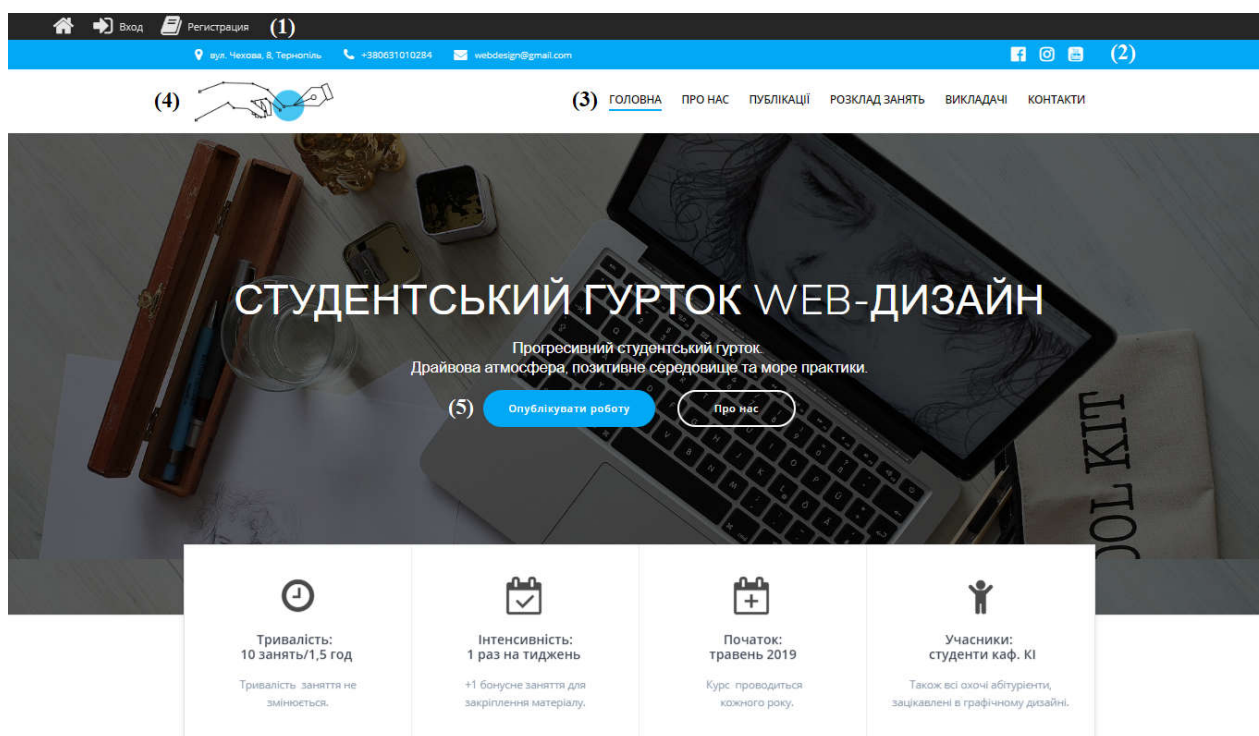 Вход Регистрация (1)
вул. Чехова, 8, Тернопіль +380631010284 webdesign@gmail.com (2)
(4) (3) ГОЛОВНА ПРО НАС ПУБЛІКАЦІЇ РОЗКЛАД ЗАНЯТЬ ВИКЛАДАЧІ КОНТАКТИ
СТУДЕНТСЬКИЙ ГУРТОК WEB-ДИЗАЙН
Прогресивний студентський гурток.
Драйвова атмосфера, позитивне середовище та море практики.
(5) Опублікувати роботу Про нас
OOL KIT
Тривалість:
10 занять/1,5 год
Тривалість заняття не
змінюється.
Інтенсивність:
1 раз на тиждень
+1 бонусне заняття для
закріплення матеріалу.
Початок:
травень 2019
Курс проводиться
кожного року.
Учасники:
студенти каф. КІ
Також всі охочі абітурієнти,
зацікавлені в графічному дизайні.